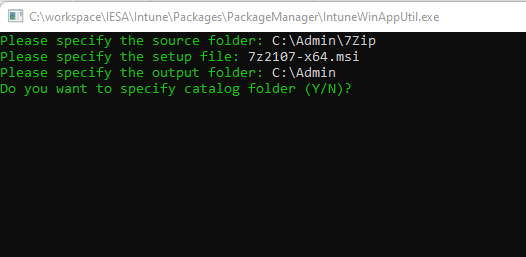 C:\workspace\IESA\Intune\Packages\PackageManager\IntuneWinAppUtil.exe
Please specify the source folder: C:\Admin\7Zip
Please specify the setup file: 7z2107-x64.msi
Please specify the output folder: C:\Admin
Do you want to specify catalog folder (Y/N)?